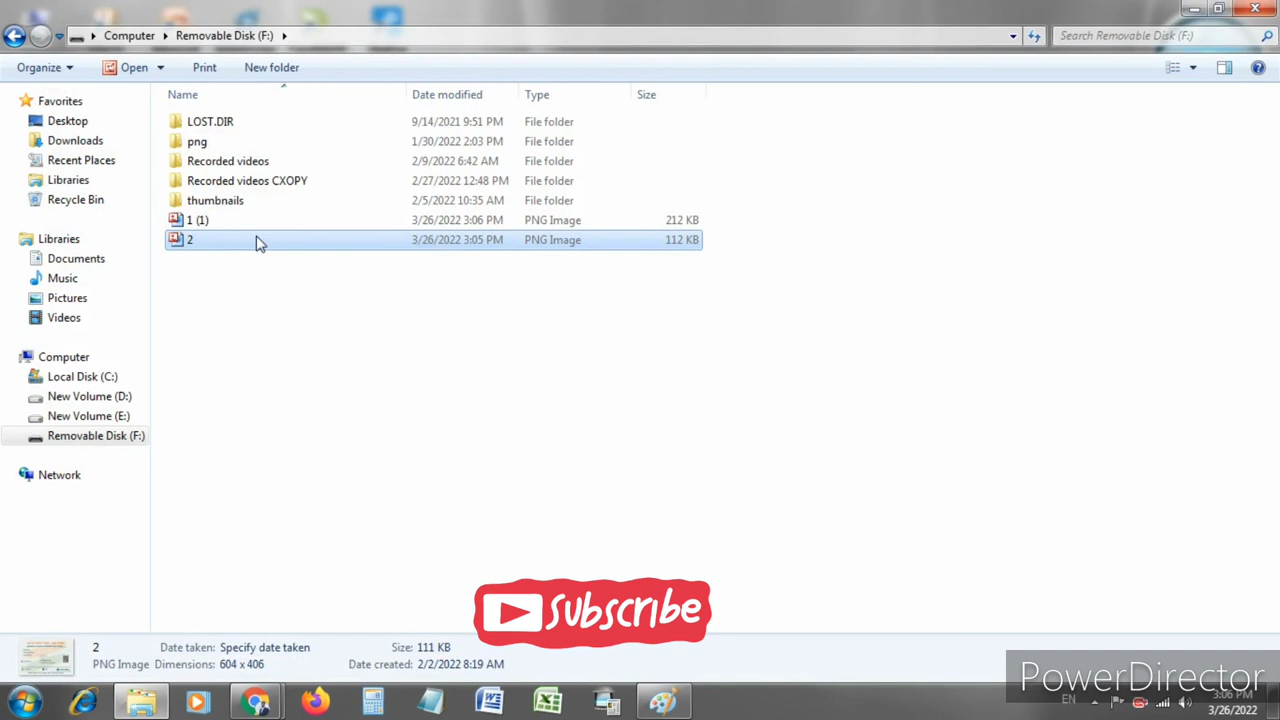 Computer Removable Disk (F:) Search Removable Disk (F:)
Organize Open Print New folder
Name Date modified Type Size
Favorites
Desktop
Downloads
Recent Places
Libraries
Recycle Bin
Libraries
Documents
Music
Pictures
Videos
Computer
Local Disk (C:)
New Volume (D:)
New Volume (E:)
Removable Disk (F:)
Network
LOST.DIR 9/14/2021 9:51 PM File folder
png 1/30/2022 2:03 PM File folder
Recorded videos 2/9/2022 6:42 AM File folder
Recorded videos CXOPY 2/27/2022 12:48 PM File folder
thumbnails 2/5/2022 10:35 AM File folder
1 (1) 3/26/2022 3:06 PM PNG Image 212 KB
2 3/26/2022 3:05 PM PNG Image 112 KB
Subscribe
2 Date taken: Specify date taken Size: 111 KB
PNG Image Dimensions: 604 x 406 Date created: 2/2/2022 8:19 AM
PowerDirector
EN 3:06 PM
3/26/2022